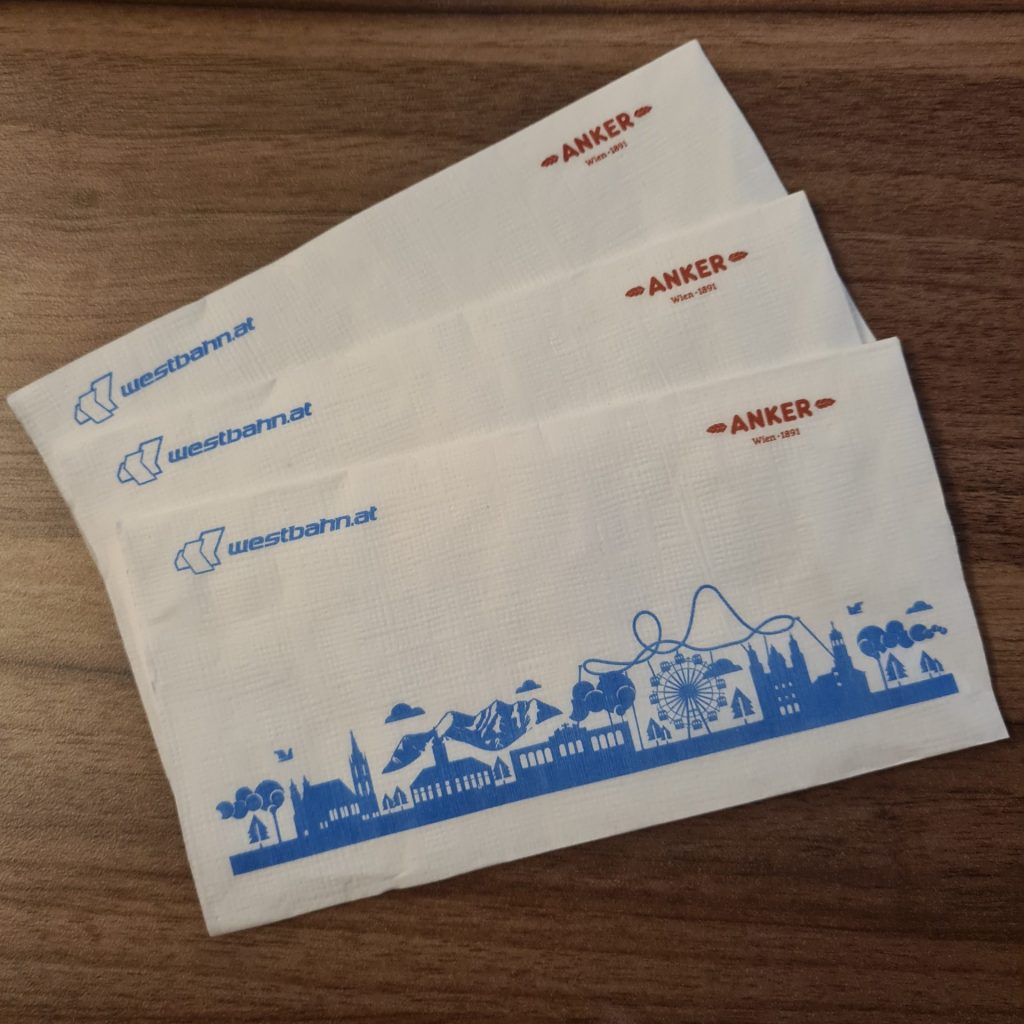 ANKER
Wien - 1891
westbahn.at
ANKER
Wien - 1891
westbahn.at
ANKER
Wien - 1891
westbahn.at